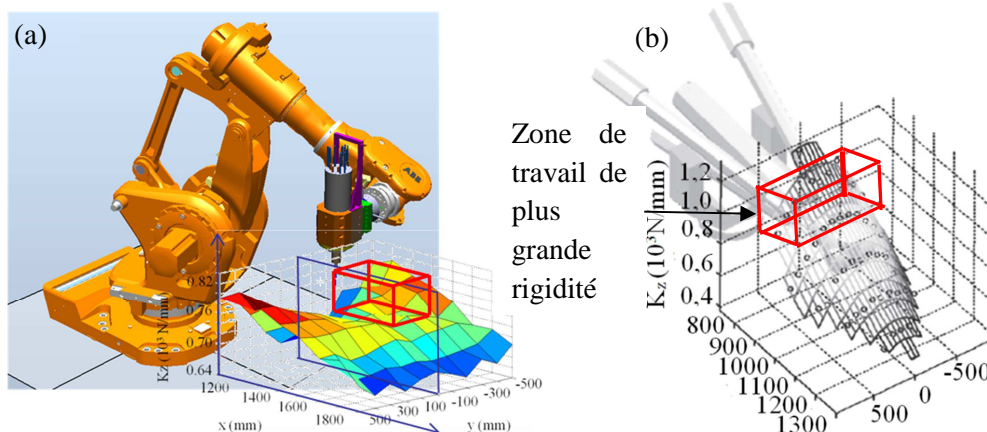 (a)
ABB
Kz (10³ N/mm)
0.82
0.76
0.70
0.64
1200
1400
1600
1800
x (mm)
500
300
100
-100
-300
-500
y (mm)
Zone de
travail de
plus
grande
rigidité
(b)
K_z (10³N/mm)
1,2
1.0
0.8
0.6
0.4
800
900
1000
1100
1200
1300
500
0
-500